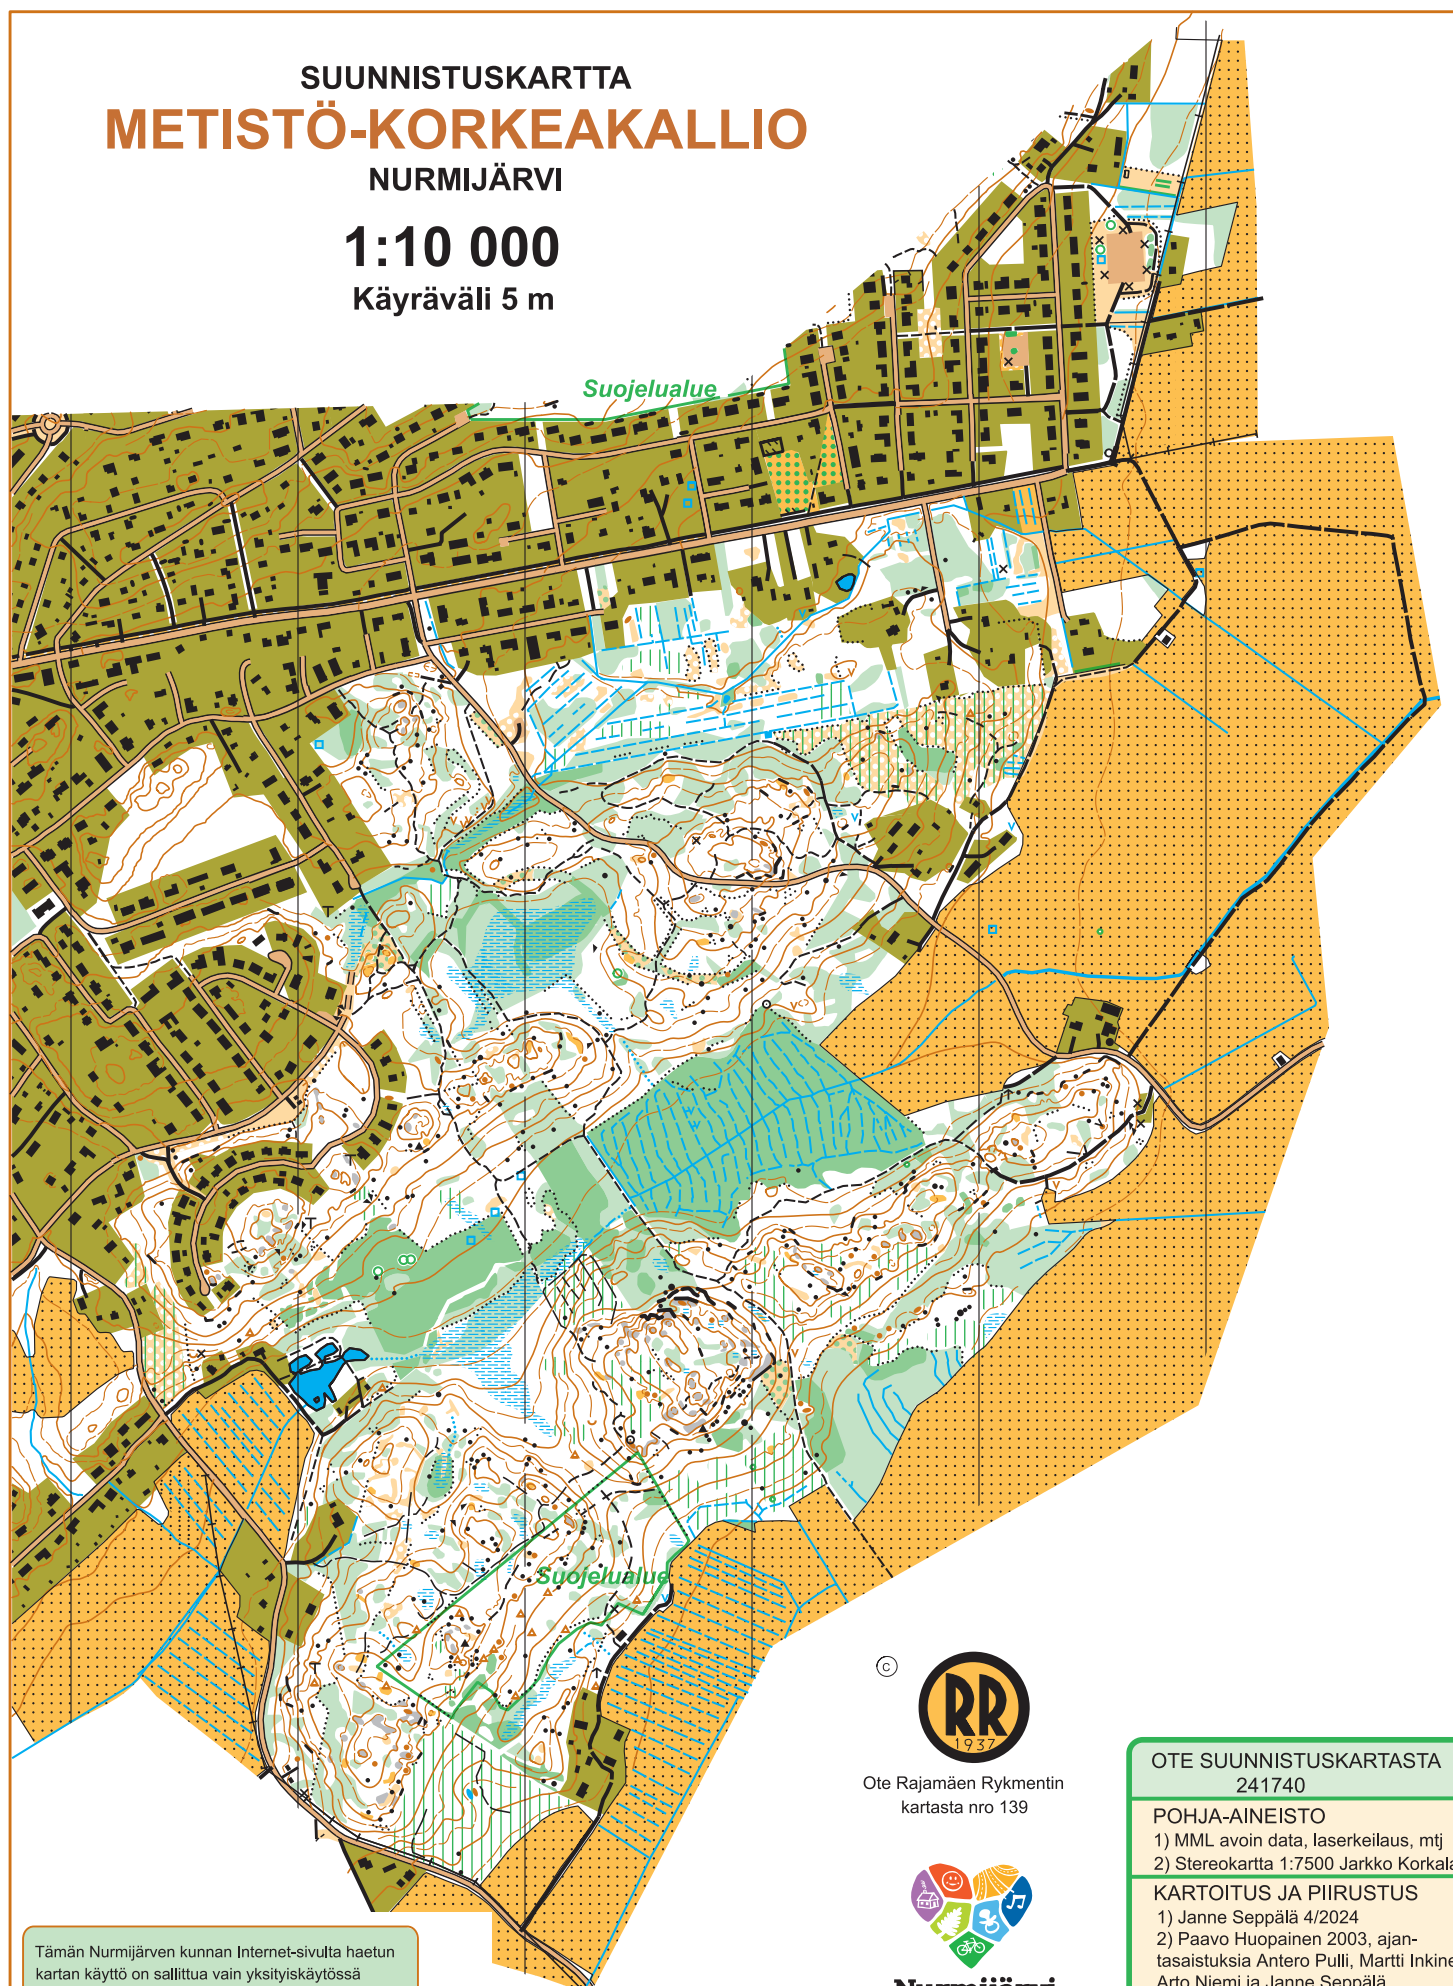 SUUNNISTUSKARTTA
METISTÖ-KORKEAKALLIO
NURMIJÄRVI
1:10 000
Käyräväli 5 m
Suojelualue
Suojelualue
C
RR
1937
Ote Rajamäen Rykmentin
kartasta nro 139
OTE SUUNNISTUSKARTASTA
241740
POHJA-AINEISTO
1) MML avoin data, laserkeilaus, mtj
2) Stereokartta 1:7500 Jarkko Korkala
KARTOITUS JA PIIRUSTUS
1) Janne Seppälä 4/2024
2) Paavo Huopainen 2003, ajan-
tasaistuksia Antero Pulli, Martti Inkine
Arto Niemi ja Janne Seppälä
Tämän Nurmijärven kunnan Internet-sivulta haetun
kartan käyttö on sallittua vain yksityiskäytössä
Nurmijärvi